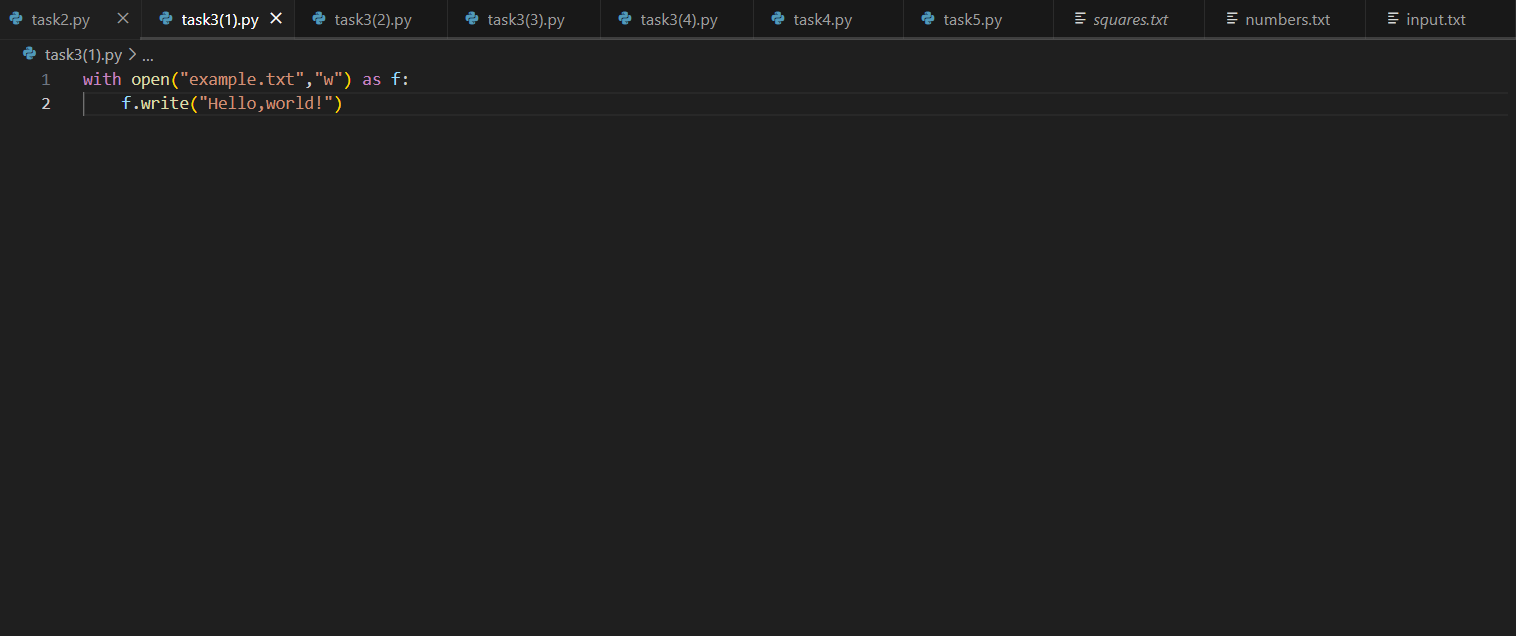 task2.py task3(1).py task3(2).py task3(3).py task3(4).py task4.py task5.py squares.txt numbers.txt input.txt
task3(1).py > ...
1 with open("example.txt","w") as f:
2     f.write("Hello,world!")